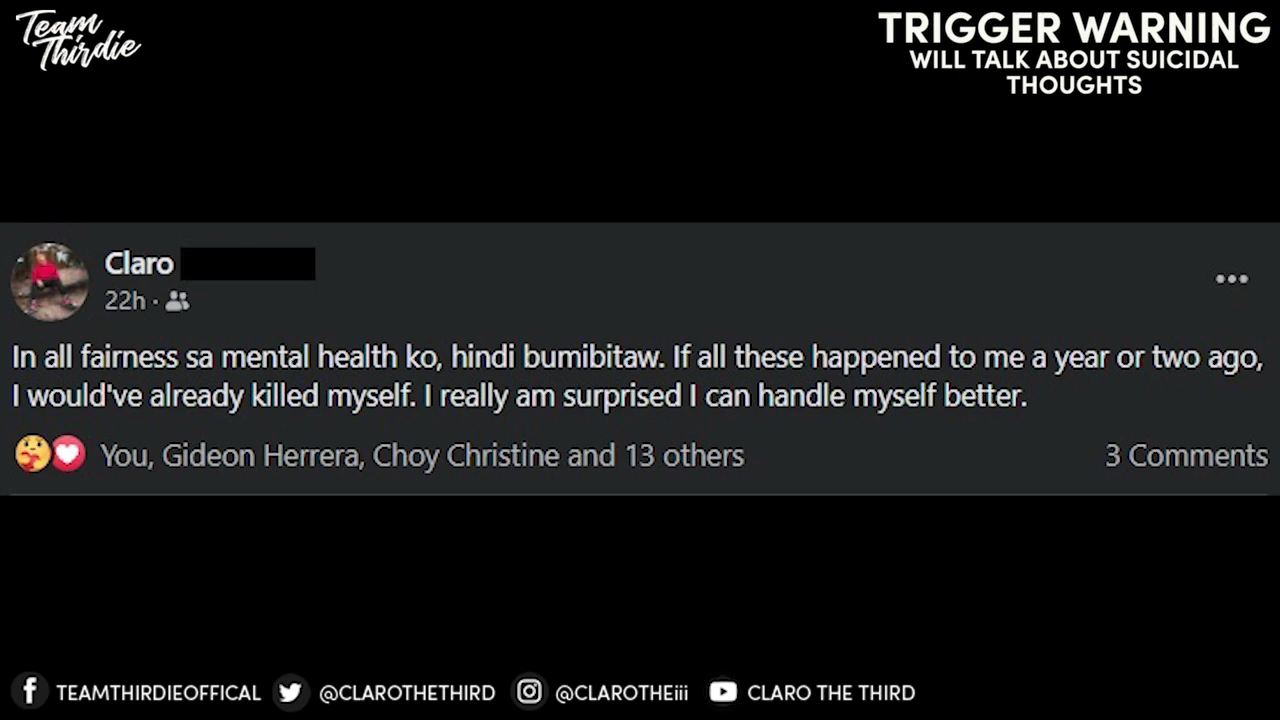 Team
Thirdie
TRIGGER WARNING
WILL TALK ABOUT SUICIDAL
THOUGHTS
Claro
22h ·
In all fairness sa mental health ko, hindi bumibitaw. If all these happened to me a year or two ago,
I would've already killed myself. I really am surprised I can handle myself better.
You, Gideon Herrera, Choy Christine and 13 others
3 Comments
TEAMTHIRDIEOFFICAL
@CLAROTHETHIRD
@CLAROTHEiii
CLARO THE THIRD